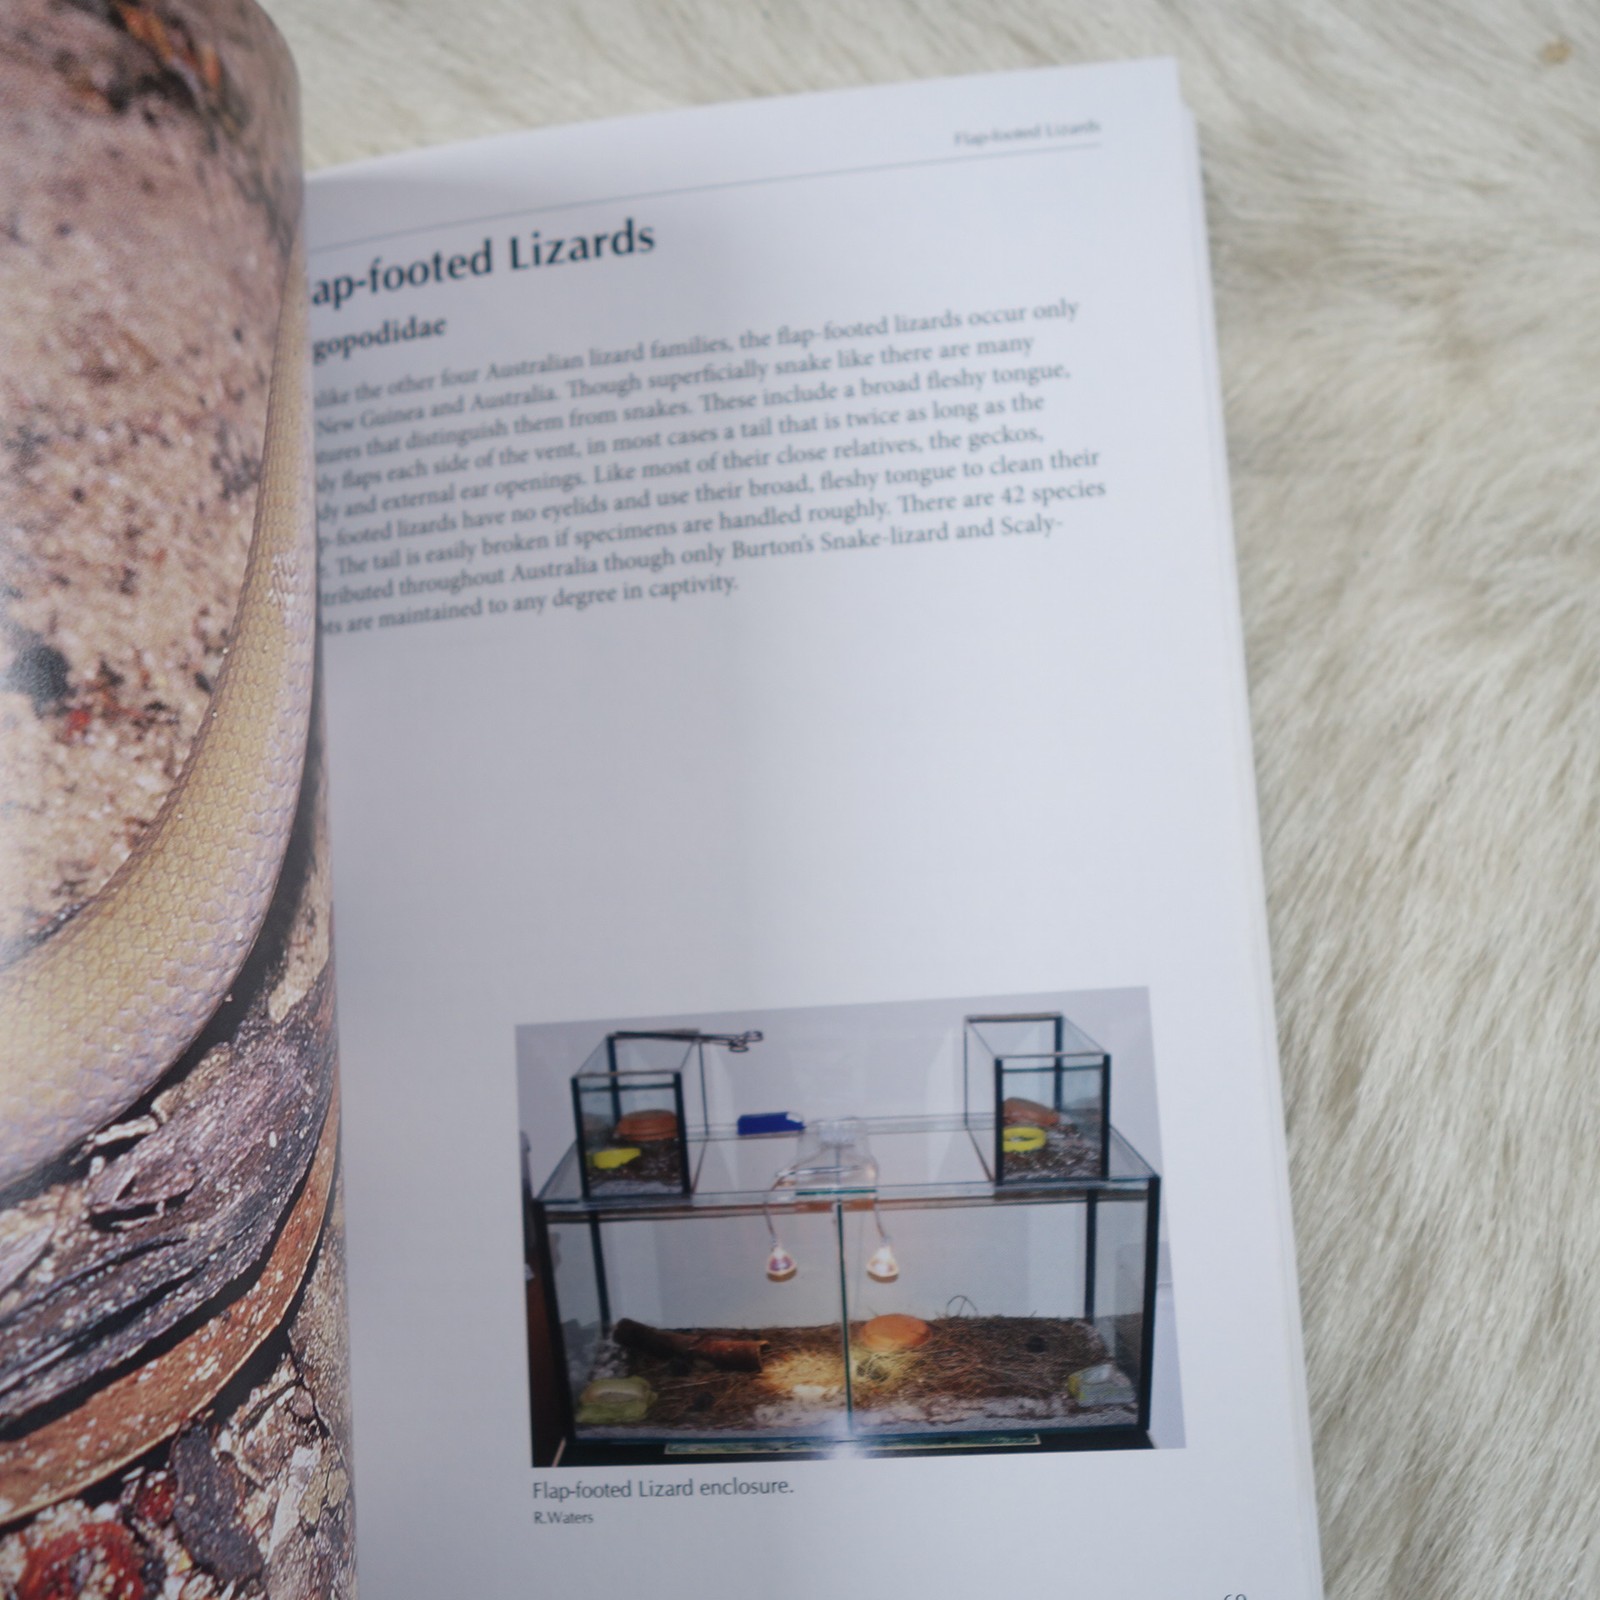 Flap-footed Lizards
ap-footed Lizards
gopodidae
like the other four Australian lizard families, the flap-footed lizards occur only
New Guinea and Australia. Though superficially snake like there are many
tures that distinguish them from snakes. These include a broad fleshy tongue,
ly flaps each side of the vent, in most cases a tail that is twice as long as the
dy and external ear openings. Like most of their close relatives, the geckos,
p-footed lizards have no eyelids and use their broad, fleshy tongue to clean their
. The tail is easily broken if specimens are handled roughly. There are 42 species
tributed throughout Australia though only Burton's Snake-lizard and Scaly-
ts are maintained to any degree in captivity.
Flap-footed Lizard enclosure.
R.Waters